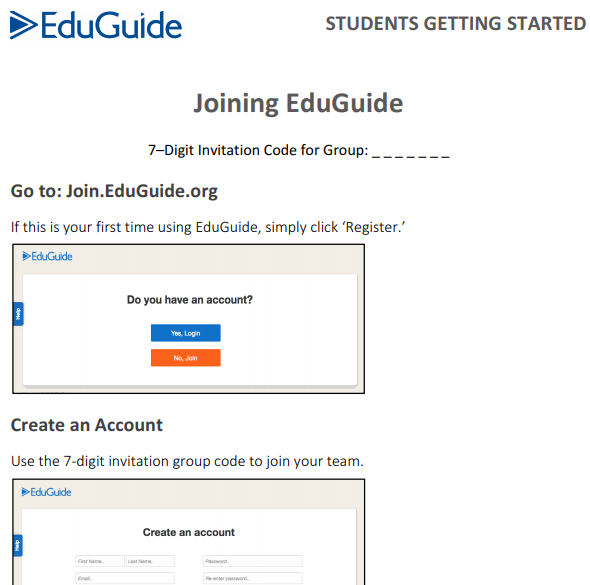 EduGuide
STUDENTS GETTING STARTED
Joining EduGuide
7–Digit Invitation Code for Group: _ _ _ _ _ _ _
Go to: Join.EduGuide.org
If this is your first time using EduGuide, simply click ‘Register.’
EduGuide
Do you have an account?
Help
Yes, Login
No, Join
Create an Account
Use the 7-digit invitation group code to join your team.
EduGuide
Create an account
Help
First Name.. Last Name.. Password..
Email.. Re-enter password..